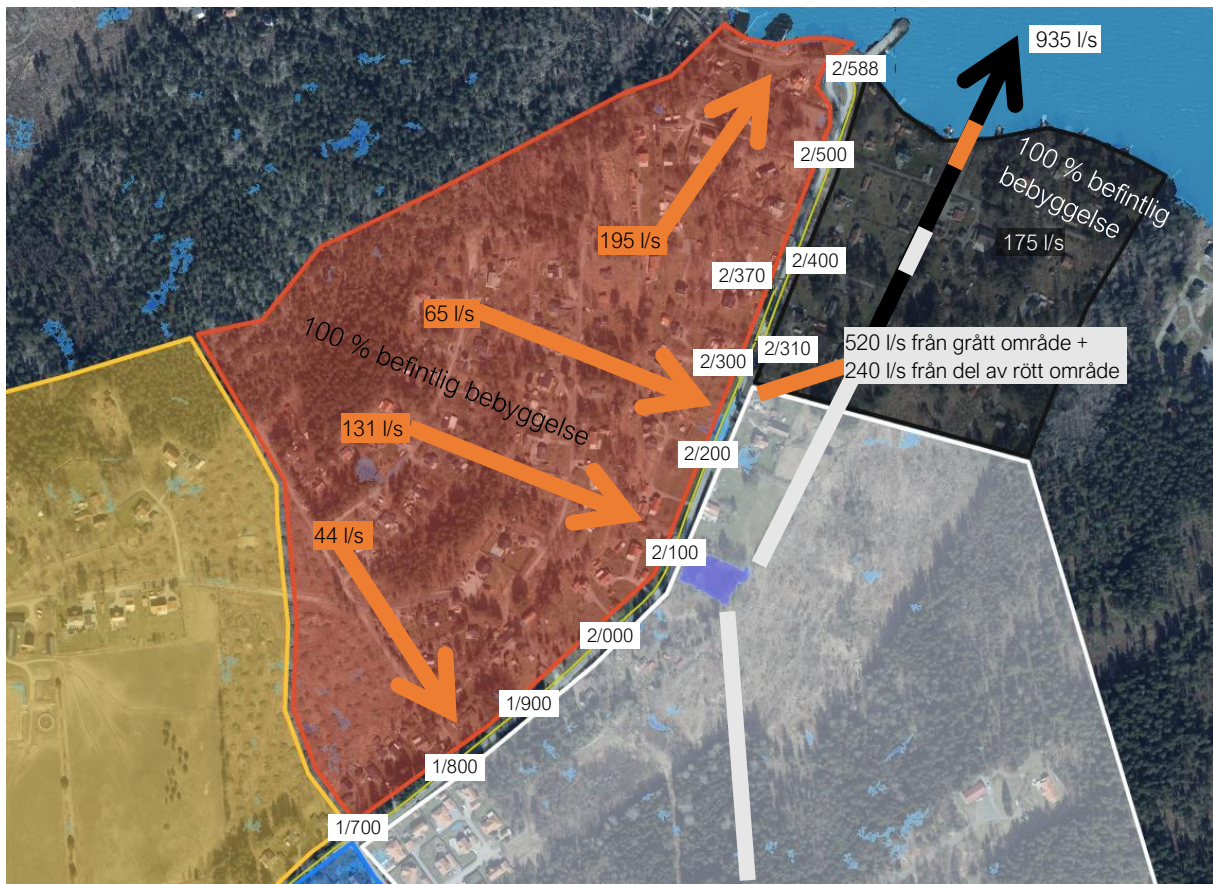 935 l/s
2/588
100 % befintlig
bebyggelse
2/500
175 l/s
195 l/s
2/400
2/370
65 l/s
100 % befintlig bebyggelse
520 l/s från grått område +
240 l/s från del av rött område
2/310
2/300
131 l/s
2/200
44 l/s
2/100
2/000
1/900
1/800
1/700